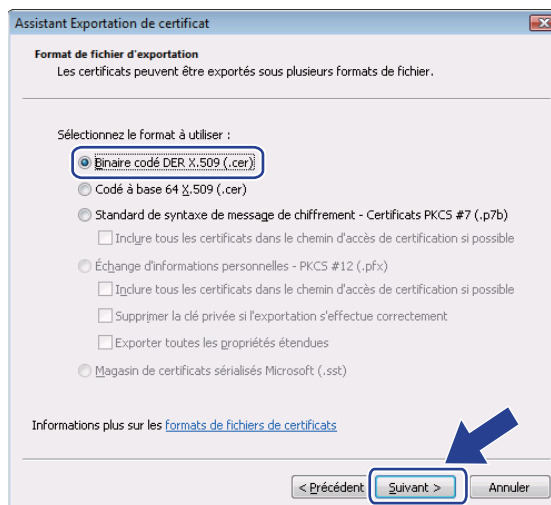 Assistant Exportation de certificat
Format de fichier d'exportation
Les certificats peuvent être exportés sous plusieurs formats de fichier.
Sélectionnez le format à utiliser :
Binaire codé DER X.509 (.cer)
Codé à base 64 X.509 (.cer)
Standard de syntaxe de message de chiffrement - Certificats PKCS #7 (.p7b)
Inclure tous les certificats dans le chemin d'accès de certification si possible
Échange d'informations personnelles - PKCS #12 (.pfx)
Inclure tous les certificats dans le chemin d'accès de certification si possible
Supprimer la clé privée si l'exportation s'effectue correctement
Exporter toutes les propriétés étendues
Magasin de certificats sérialisés Microsoft (.sst)
Informations plus sur les formats de fichiers de certificats
< Précédent Suivant > Annuler